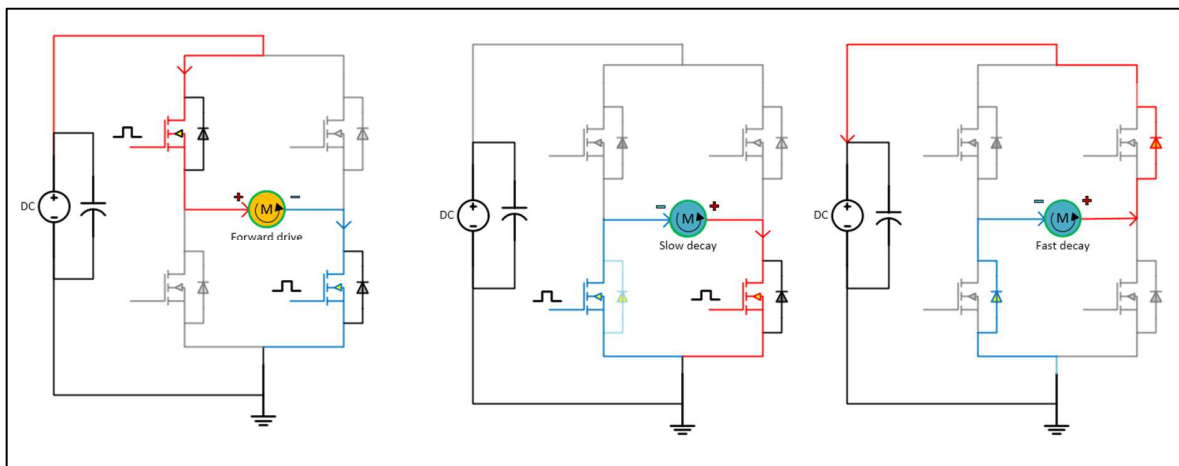 DC
+
-
M
Forward drive
DC
-
+
M
Slow decay
DC
-
+
M
Fast decay